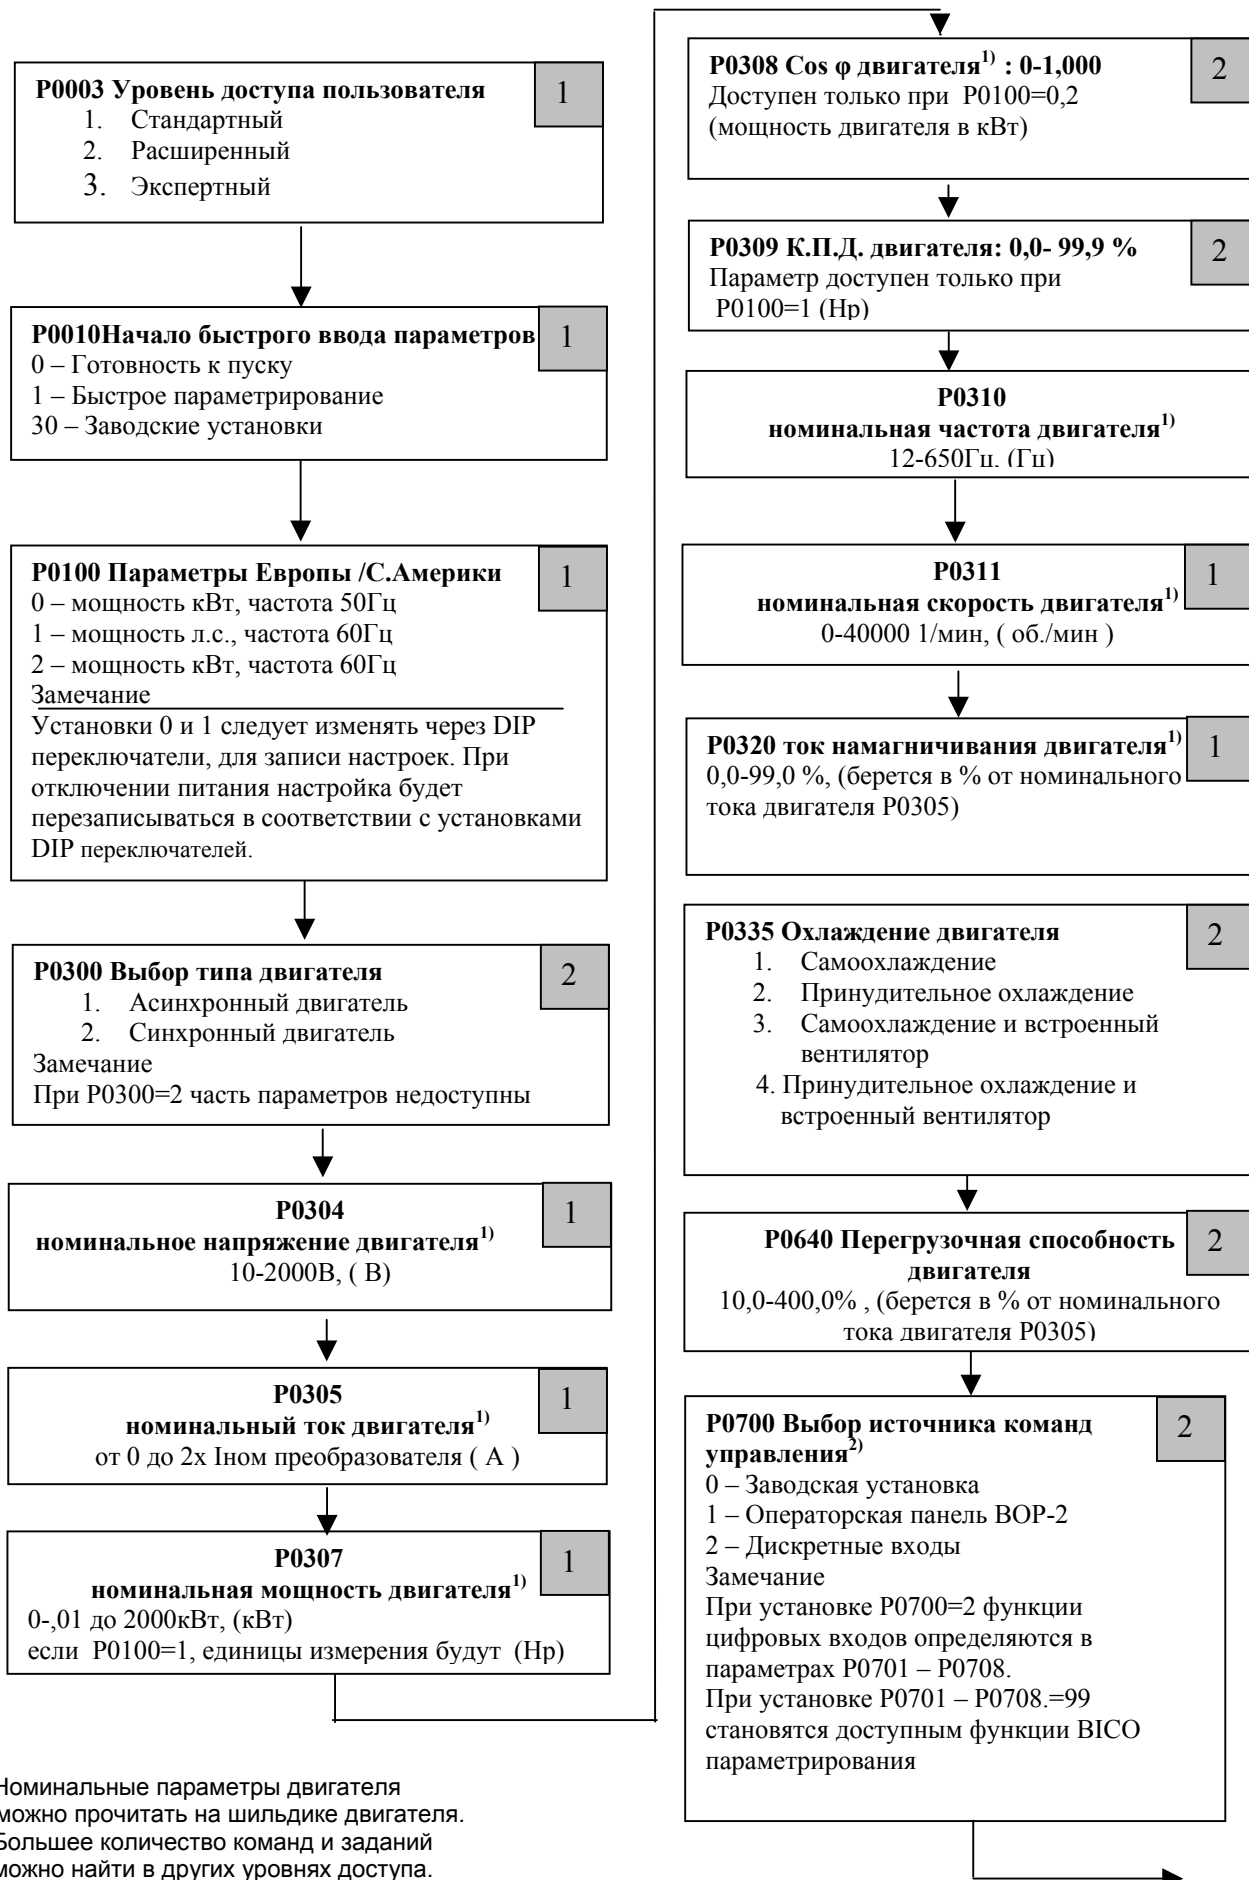 P0003 Уровень доступа пользователя
1
1. Стандартный
2. Расширенный
3. Экспертный
P0010Начало быстрого ввода параметров
1
0 – Готовность к пуску
1 – Быстрое параметрирование
30 – Заводские установки
P0100 Параметры Европы /С.Америки
1
0 – мощность кВт, частота 50Гц
1 – мощность л.с., частота 60Гц
2 – мощность кВт, частота 60Гц
Замечание
Установки 0 и 1 следует изменять через DIP
переключатели, для записи настроек. При
отключении питания настройка будет
перезаписываться в соответствии с установками
DIP переключателей.
P0300 Выбор типа двигателя
2
1. Асинхронный двигатель
2. Синхронный двигатель
Замечание
При P0300=2 часть параметров недоступны
P0304
1
номинальное напряжение двигателя1)
10-2000В, ( В)
P0305
1
номинальный ток двигателя1)
от 0 до 2х Iном преобразователя ( А )
P0307
1
номинальная мощность двигателя1)
0-,01 до 2000кВт, (кВт)
если P0100=1, единицы измерения будут (Hp)
Номинальные параметры двигателя
можно прочитать на шильдике двигателя.
Большее количество команд и заданий
можно найти в других уровнях доступа.
P0308 Cos φ двигателя1) : 0-1,000
2
Доступен только при P0100=0,2
(мощность двигателя в кВт)
P0309 К.П.Д. двигателя: 0,0- 99,9 %
2
Параметр доступен только при
P0100=1 (Hp)
P0310
номинальная частота двигателя1)
12-650Гц, (Гц)
P0311
1
номинальная скорость двигателя1)
0-40000 1/мин, ( об./мин )
P0320 ток намагничивания двигателя1)
1
0,0-99,0 %, (берется в % от номинального
тока двигателя P0305)
P0335 Охлаждение двигателя
2
1. Самоохлаждение
2. Принудительное охлаждение
3. Самоохлаждение и встроенный
вентилятор
4. Принудительное охлаждение и
встроенный вентилятор
P0640 Перегрузочная способность
2
двигателя
10,0-400,0% , (берется в % от номинального
тока двигателя P0305)
P0700 Выбор источника команд
2
управления2)
0 – Заводская установка
1 – Операторская панель BOP-2
2 – Дискретные входы
Замечание
При установке P0700=2 функции
цифровых входов определяются в
параметрах P0701 – P0708.
При установке P0701 – P0708.=99
становятся доступным функции BICO
параметрирования